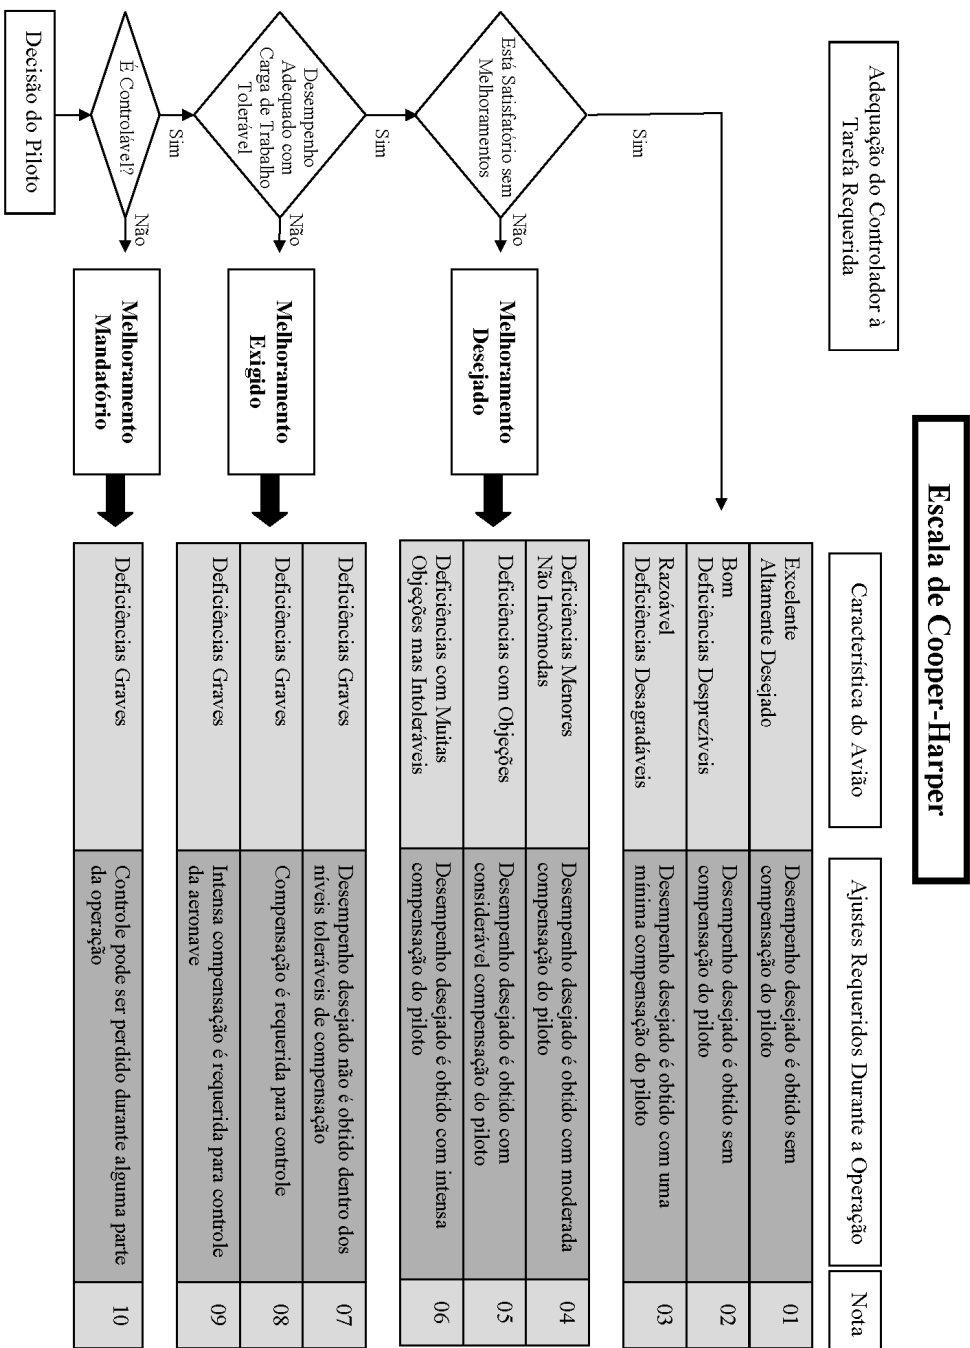 Escala de Cooper-Harper
Adequação do Controlador à
Tarefa Requerida
Característica do Avião
Ajustes Requeridos Durante a Operação
Nota
Sim
Excelente
Altamente Desejado
Desempenho desejado é obtido sem
compensação do piloto
01
Bom
Deficiências Desprezíveis
Desempenho desejado é obtido sem
compensação do piloto
02
Razoável
Deficiências Desagradáveis
Desempenho desejado é obtido com uma
mínima compensação do piloto
03
Está Satisfatório sem
Melhoramentos
Não
Melhoramento
Desejado
Deficiências Menores
Não Incômodas
Desempenho desejado é obtido com moderada
compensação do piloto
04
Deficiências com Objeções
Desempenho desejado é obtido com
considerável compensação do piloto
05
Deficiências com Muitas
Objeções mas Intoleráveis
Desempenho desejado é obtido com intensa
compensação do piloto
06
Sim
Desempenho
Adequado com
Carga de Trabalho
Tolerável
Não
Melhoramento
Exigido
Deficiências Graves
Desempenho desejado não é obtido dentro dos
níveis toleráveis de compensação
07
Deficiências Graves
Compensação é requerida para controle
08
Deficiências Graves
Intensa compensação é requerida para controle
da aeronave
09
Sim
É Controlável?
Não
Melhoramento
Mandatório
Deficiências Graves
Controle pode ser perdido durante alguma parte
da operação
10
Decisão do Piloto